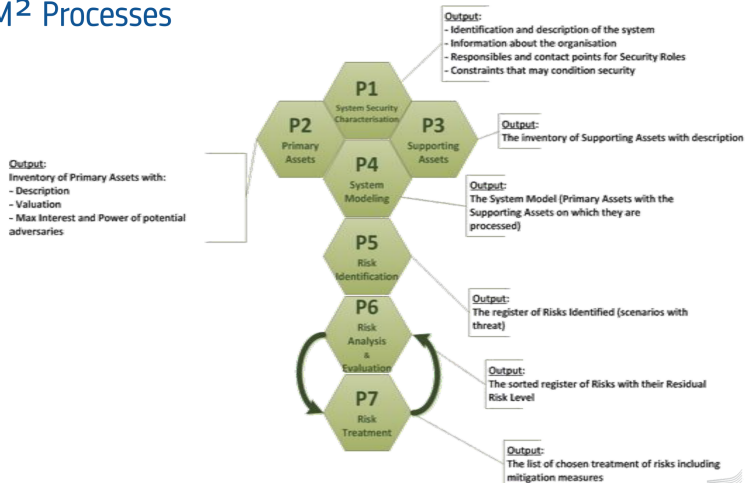 M² Processes
Output:
- Identification and description of the system
- Information about the organisation
- Responsibles and contact points for Security Roles
- Constraints that may condition security
P1
System Security
Characterisation
P2
Primary
Assets
P3
Supporting
Assets
Output:
The inventory of Supporting Assets with description
Output:
Inventory of Primary Assets with:
- Description
- Valuation
- Max Interest and Power of potential
adversaries
P4
System
Modeling
Output:
The System Model (Primary Assets with the
Supporting Assets on which they are
processed)
P5
Risk
Identification
Output:
The register of Risks Identified (scenarios with
threat)
P6
Risk
Analysis
&
Evaluation
Output:
The sorted register of Risks with their Residual
Risk Level
P7
Risk
Treatment
Output:
The list of chosen treatment of risks including
mitigation measures